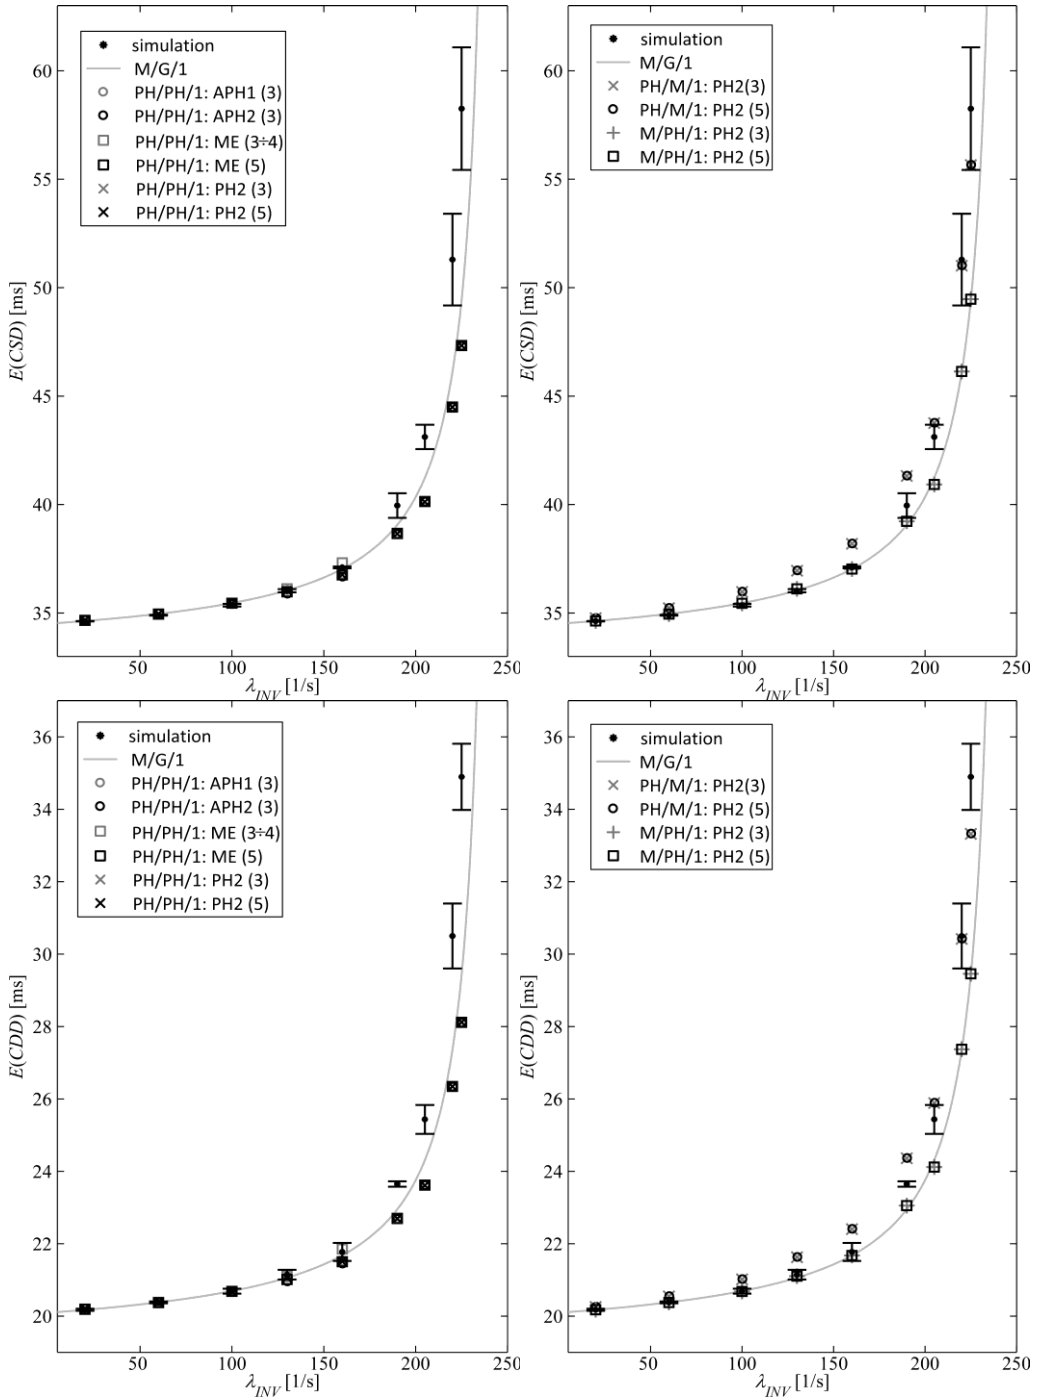 60
55
50
45
40
35
E(CSD) [ms]
simulation
M/G/1
PH/PH/1: APH1 (3)
PH/PH/1: APH2 (3)
PH/PH/1: ME (3÷4)
PH/PH/1: ME (5)
PH/PH/1: PH2 (3)
PH/PH/1: PH2 (5)
50 100 150 200 250
λINV [1/s]
60
55
50
45
40
35
E(CSD) [ms]
simulation
M/G/1
PH/M/1: PH2(3)
PH/M/1: PH2 (5)
M/PH/1: PH2 (3)
M/PH/1: PH2 (5)
50 100 150 200 250
λINV [1/s]
36
34
32
30
28
26
24
22
20
E(CDD) [ms]
simulation
M/G/1
PH/PH/1: APH1 (3)
PH/PH/1: APH2 (3)
PH/PH/1: ME (3÷4)
PH/PH/1: ME (5)
PH/PH/1: PH2 (3)
PH/PH/1: PH2 (5)
50 100 150 200 250
λINV [1/s]
36
34
32
30
28
26
24
22
20
E(CDD) [ms]
simulation
M/G/1
PH/M/1: PH2(3)
PH/M/1: PH2 (5)
M/PH/1: PH2 (3)
M/PH/1: PH2 (5)
50 100 150 200 250
λINV [1/s]